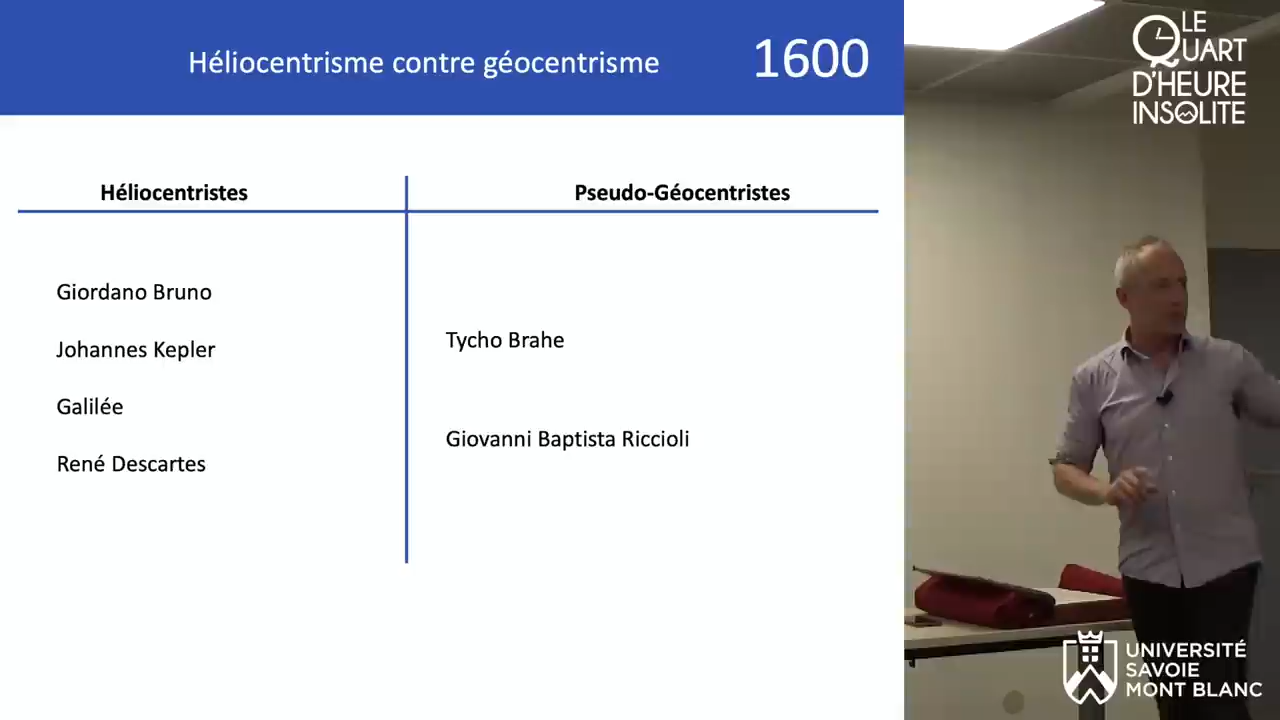 Héliocentrisme contre géocentrisme
1600
Héliocentristes
Pseudo-Géocentristes
Giordano Bruno
Johannes Kepler
Galilée
René Descartes
Tycho Brahe
Giovanni Baptista Riccioli
LE
QUART
D'HEURE
INSOLITE
UNIVERSITÉ
SAVOIE
MONT BLANC